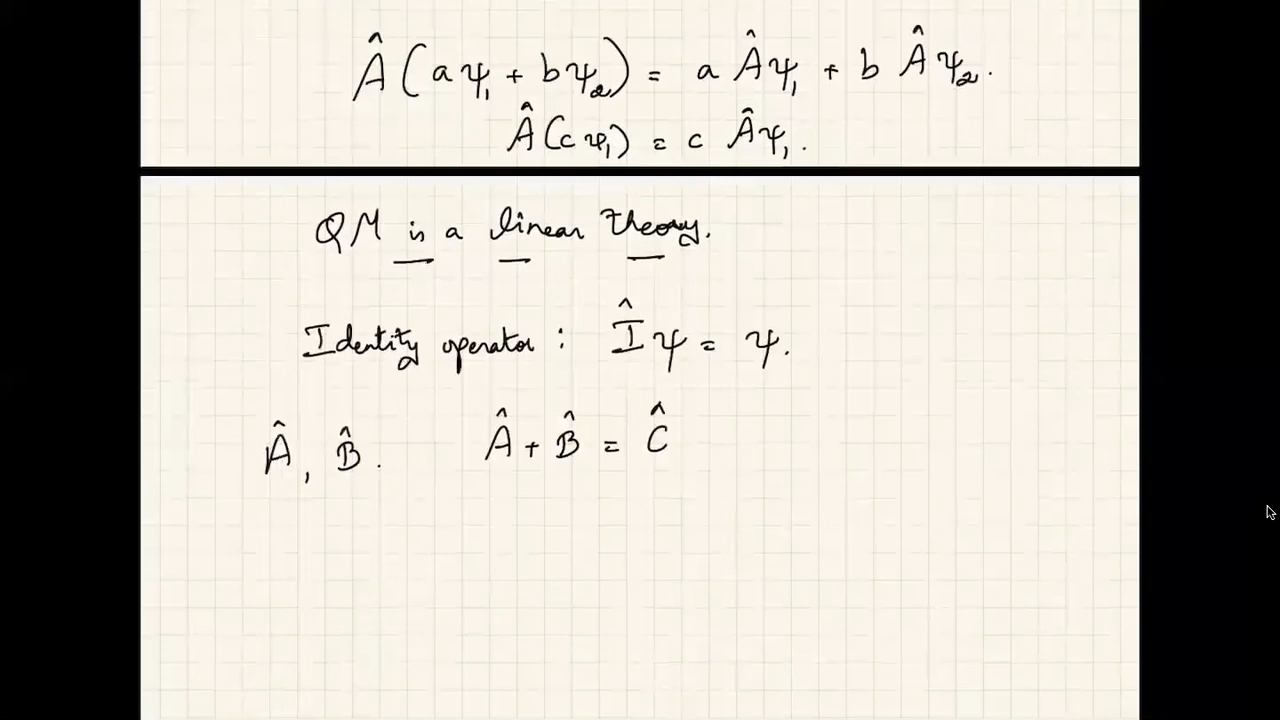 Â(aψ₁ + bψ₂) = a Âψ₁ + b Âψ₂.
Â(cψ₁) = c Âψ₁.
QM is a linear theory.
Identity operator : Îψ = ψ.
Â, B̂. Â + B̂ = Ĉ